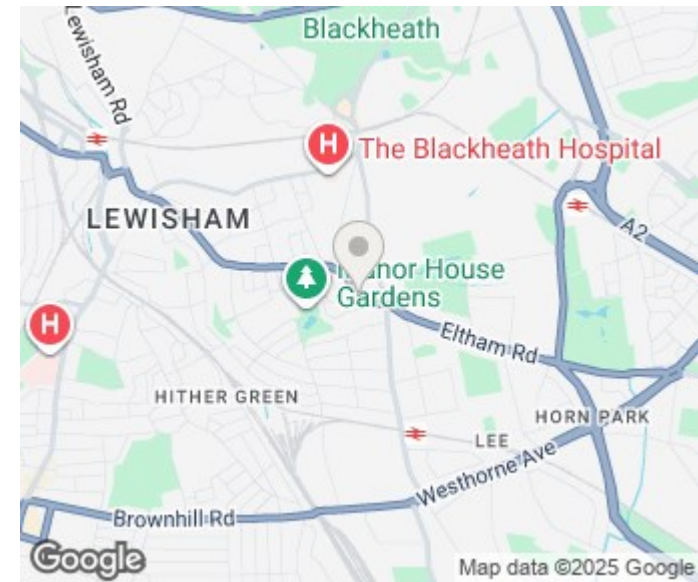 Blackheath
Lewisham Rd
H
The Blackheath Hospital
LEWISHAM
A2
Manor House
Gardens
H
Eltham Rd
HITHER GREEN
HORN PARK
LEE
Westhorne Ave
Brownhill Rd
Google
Map data ©2025 Google